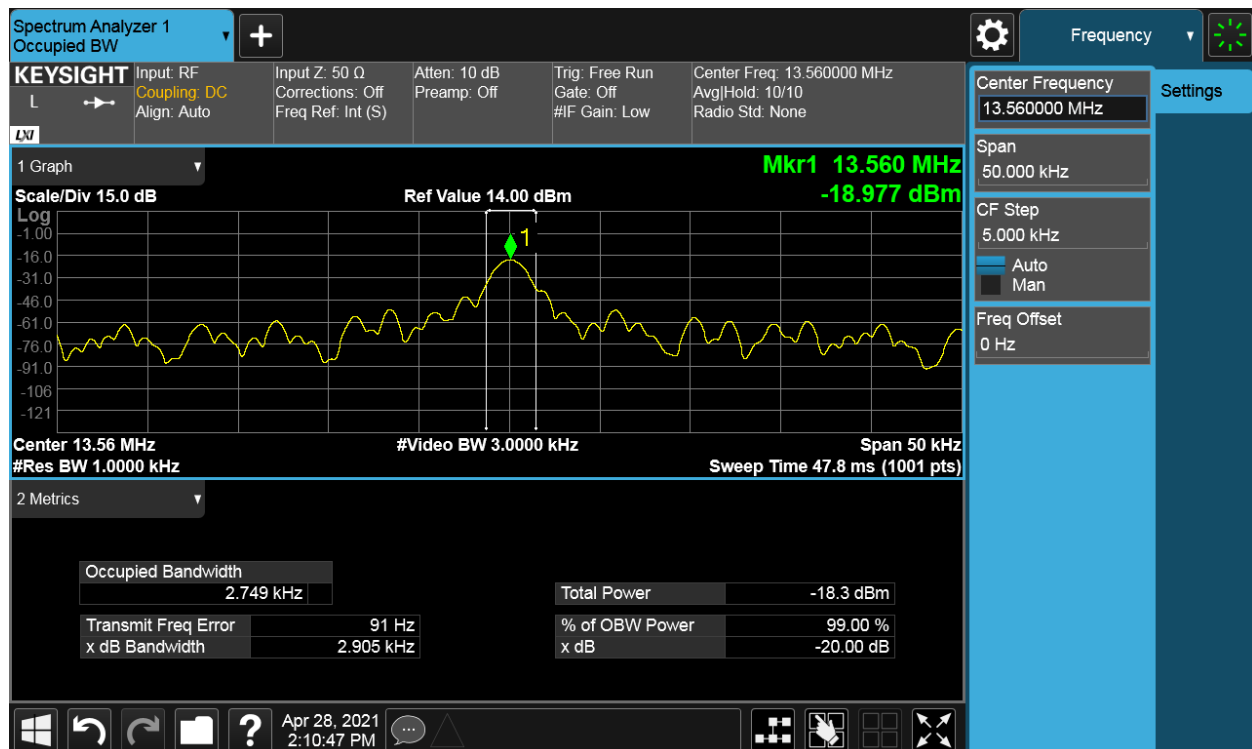 Spectrum Analyzer 1
Occupied BW
+
Frequency
KEYSIGHT
L
LXI
Input: RF
Coupling: DC
Align: Auto
Input Z: 50 Ω
Corrections: Off
Freq Ref: Int (S)
Atten: 10 dB
Preamp: Off
Trig: Free Run
Gate: Off
#IF Gain: Low
Center Freq: 13.560000 MHz
Avg|Hold: 10/10
Radio Std: None
Center Frequency
13.560000 MHz
Settings
Span
50.000 kHz
CF Step
5.000 kHz
Auto
Man
Freq Offset
0 Hz
1 Graph
Mkr1 13.560 MHz
-18.977 dBm
Scale/Div 15.0 dB
Ref Value 14.00 dBm
Log
1
-1.00
-16.0
-31.0
-46.0
-61.0
-76.0
-91.0
-106
-121
Center 13.56 MHz
#Video BW 3.0000 kHz
Span 50 kHz
#Res BW 1.0000 kHz
Sweep Time 47.8 ms (1001 pts)
2 Metrics
Occupied Bandwidth
2.749 kHz
Total Power -18.3 dBm
Transmit Freq Error 91 Hz
% of OBW Power 99.00 %
x dB Bandwidth 2.905 kHz
x dB -20.00 dB
?
Apr 28, 2021
2:10:47 PM